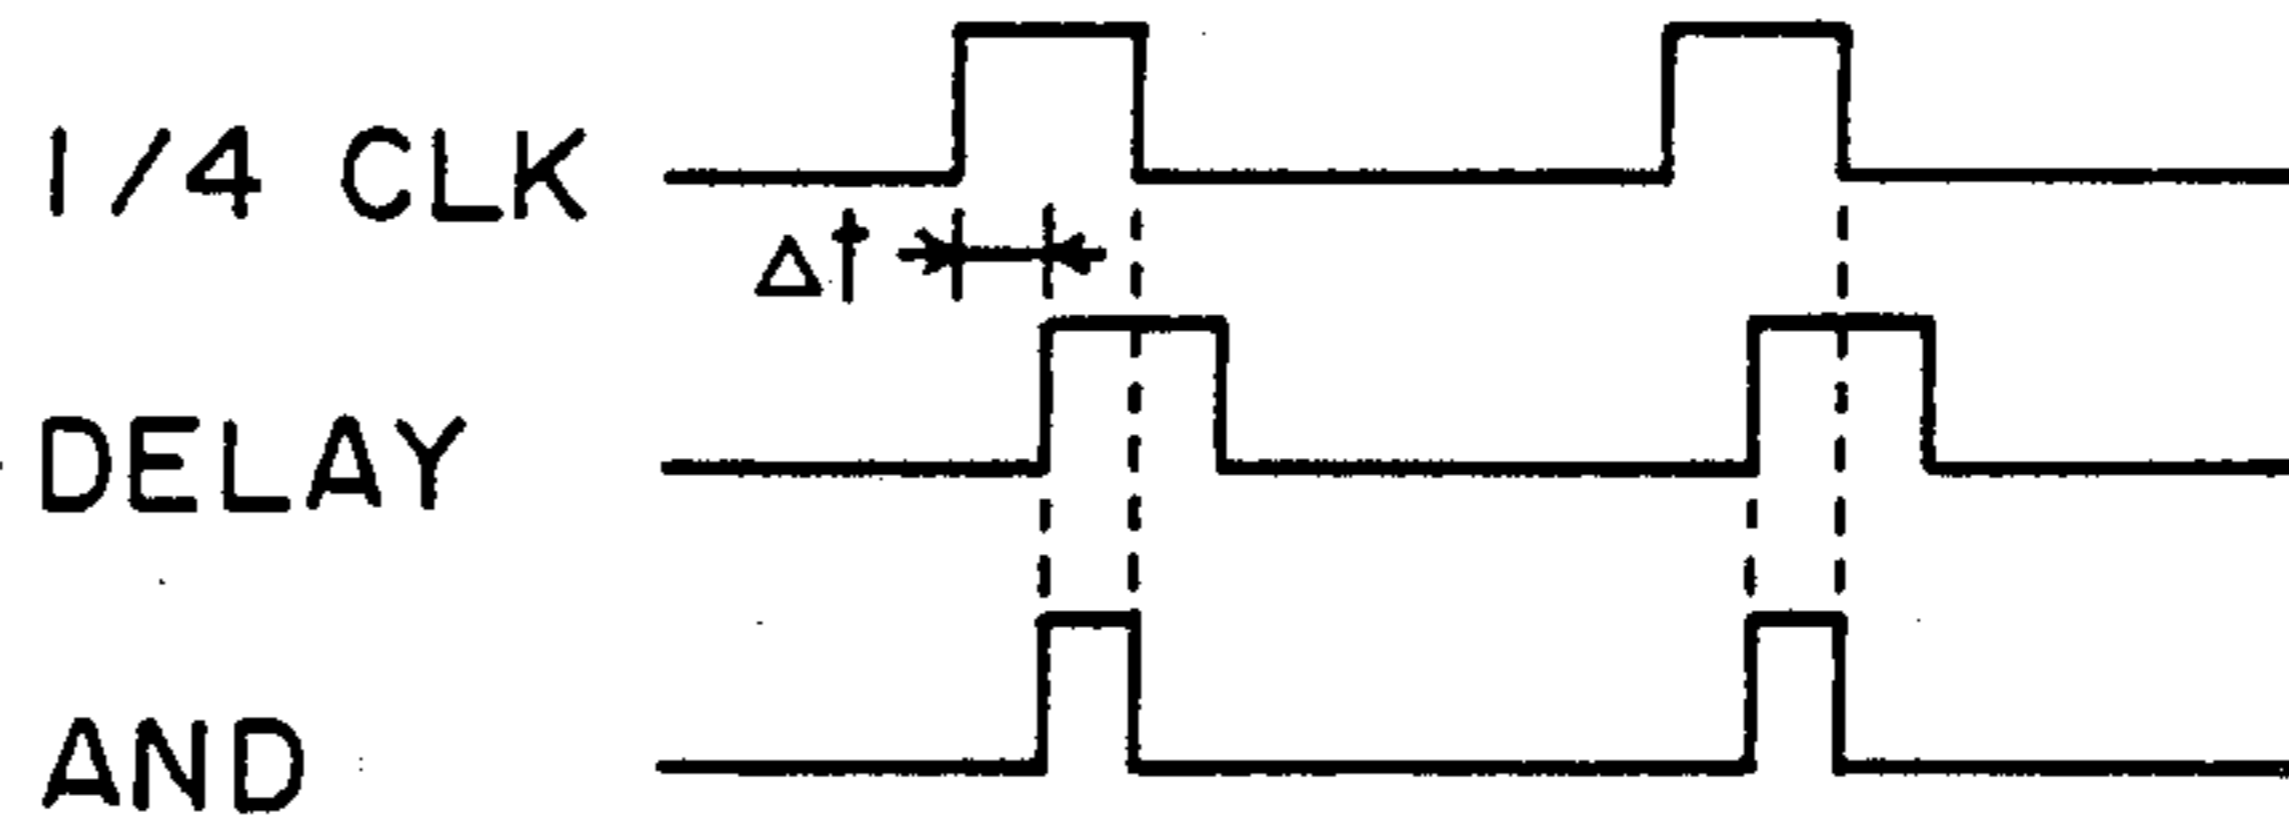 1/4 CLK
Δt
DELAY
AND